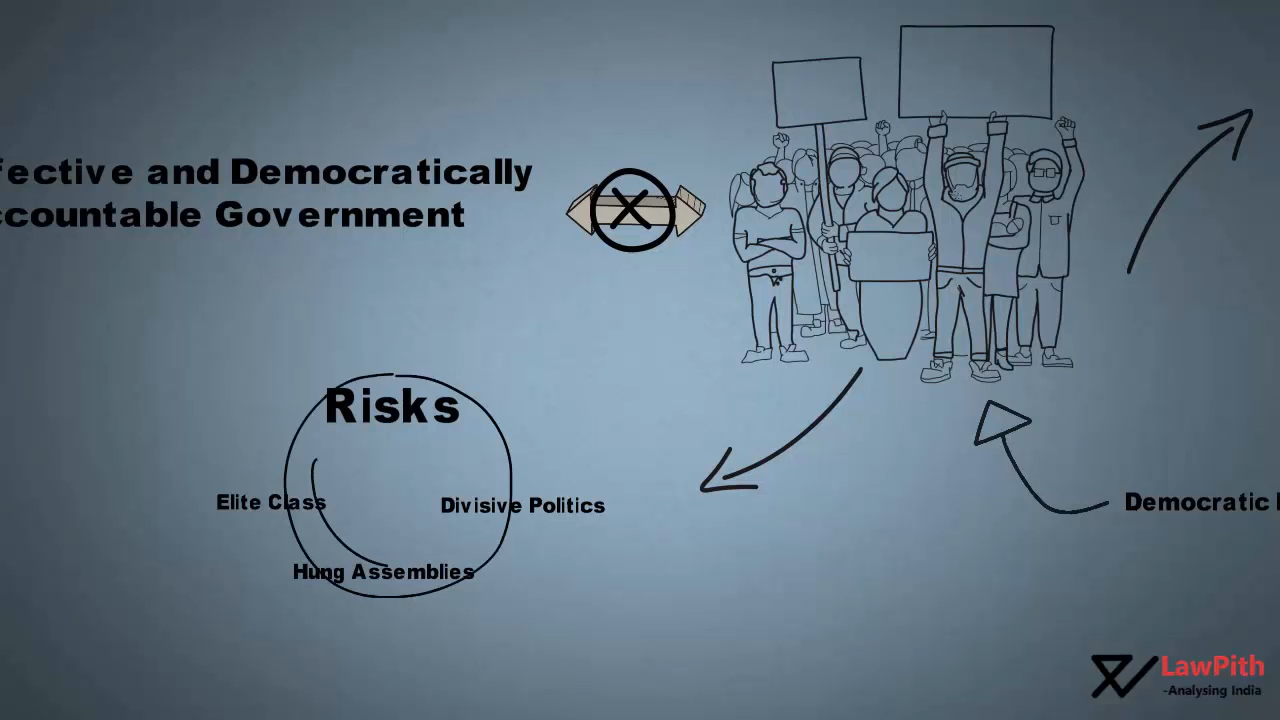 fective and Democratically
ccountable Government
Risks
Elite Class
Divisive Politics
Hung Assemblies
Democratic
LawPith
-Analysing India